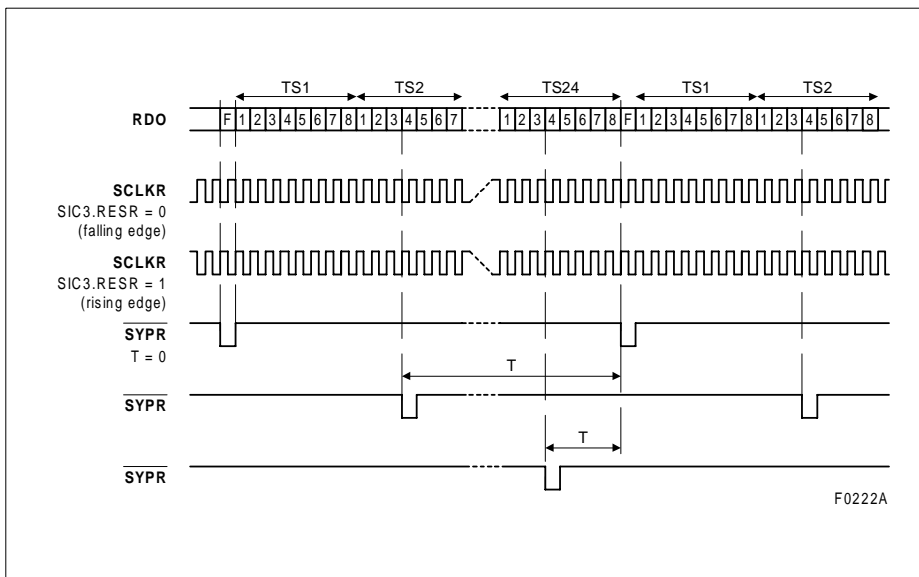 TS1 TS2 TS24 TS1 TS2
RDO F 1 2 3 4 5 6 7 8 1 2 3 4 5 6 7 1 2 3 4 5 6 7 8 F 1 2 3 4 5 6 7 8 1 2 3 4 5 6 7 8
SCLKR
SIC3.RESR = 0
(falling edge)
SCLKR
SIC3.RESR = 1
(rising edge)
SYPR
T = 0
T
SYPR
T
SYPR
F0222A